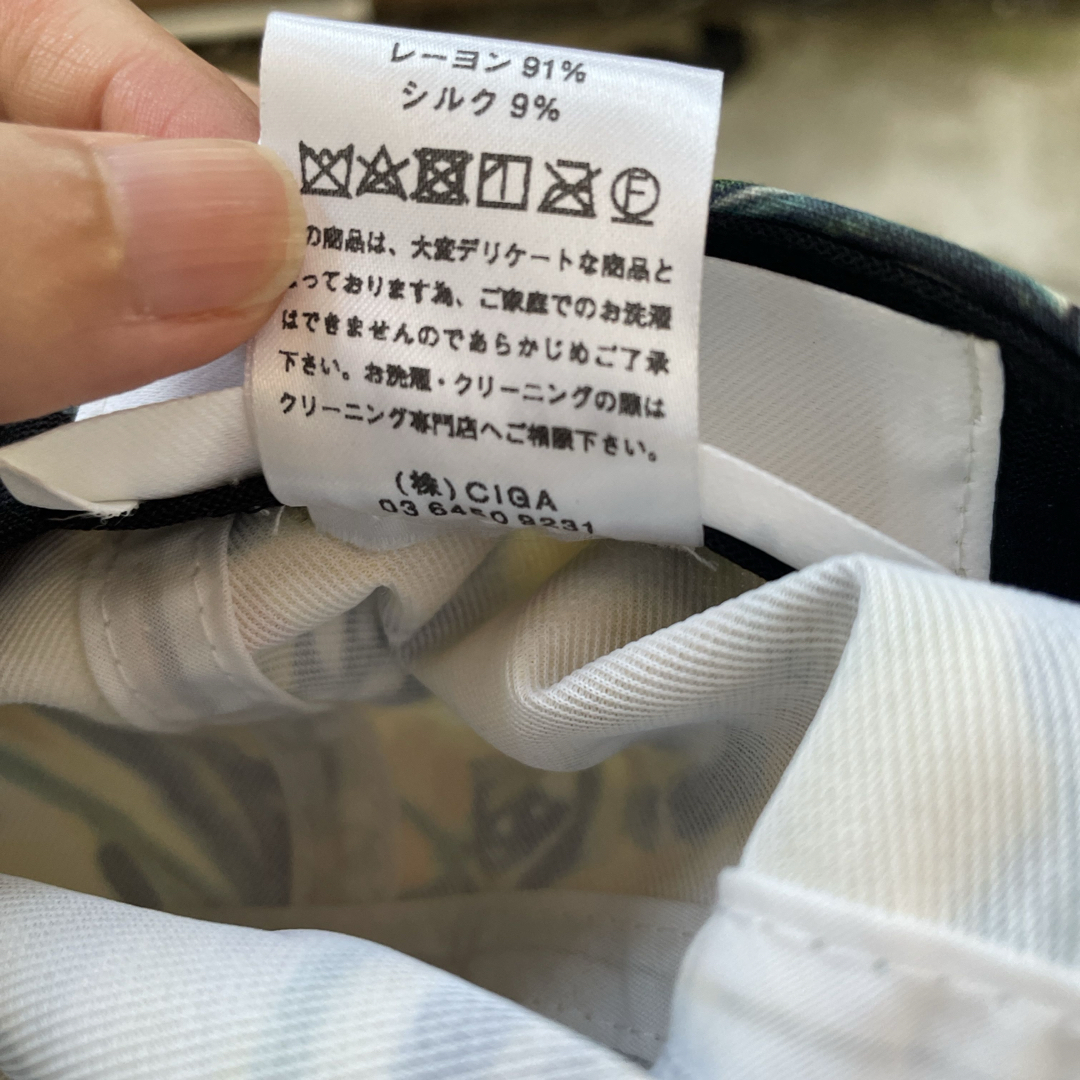 レーヨン 91%
シルク 9%
の商品は、大変デリケートな商品と
っております為、ご家庭でのお洗濯
はできませんのであらかじめご了承
下さい。お洗濯・クリーニングの際は
クリーニング専門店へご相談下さい。
(株)CIGA
03 6450 9231